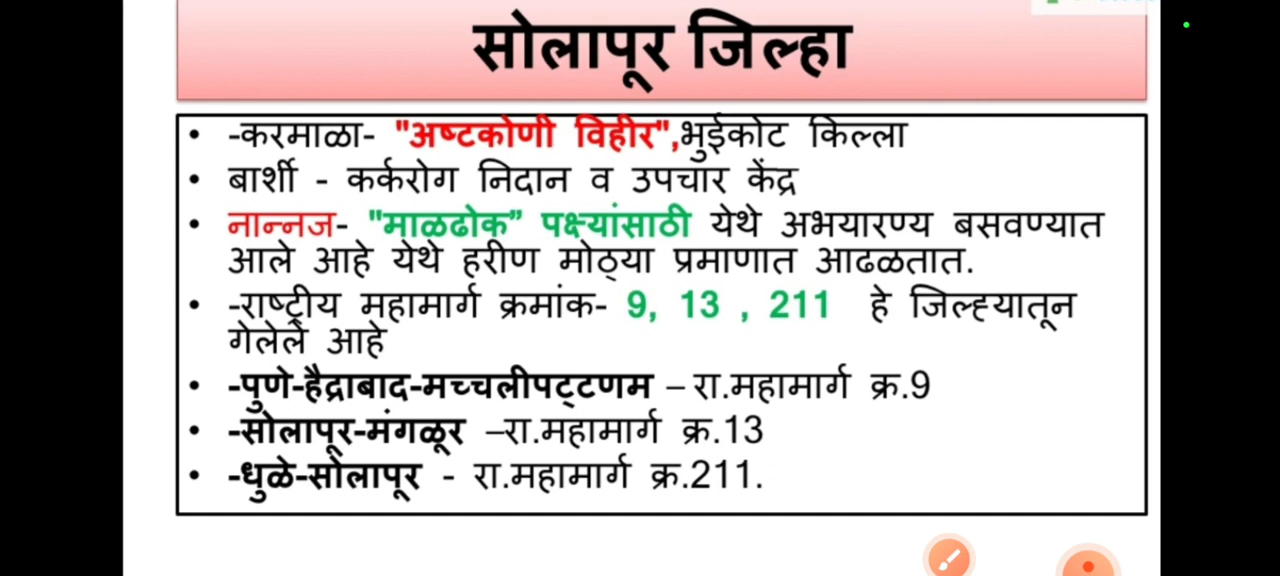 सोलापूर जिल्हा
• -करमाळा- "अष्टकोणी विहीर",भुईकोट किल्ला
• बार्शी - कर्करोग निदान व उपचार केंद्र
• नान्नज- "माळढोक” पक्ष्यांसाठी येथे अभयारण्य बसवण्यात
आले आहे येथे हरीण मोठ्या प्रमाणात आढळतात.
• -राष्ट्रीय महामार्ग क्रमांक- 9, 13 , 211 हे जिल्ह्यातून
गेलेले आहे
• -पुणे-हैद्राबाद-मच्चलीपट्टणम – रा.महामार्ग क्र.9
• -सोलापूर-मंगळूर –रा.महामार्ग क्र.13
• -धुळे-सोलापूर - रा.महामार्ग क्र.211.